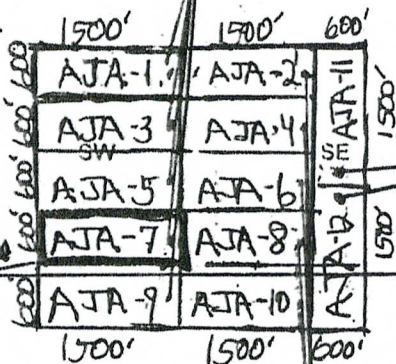 1500' 1500' 600'
600' AJA-1 AJA-2 AJA-11 1500'
600' AJA-3 AJA-4
SW SE
600' AJA-5 AJA-6
600' AJA-7 AJA-8 AJA-12 1500'
600' AJA-9 AJA-10
1500' 1500' 600'